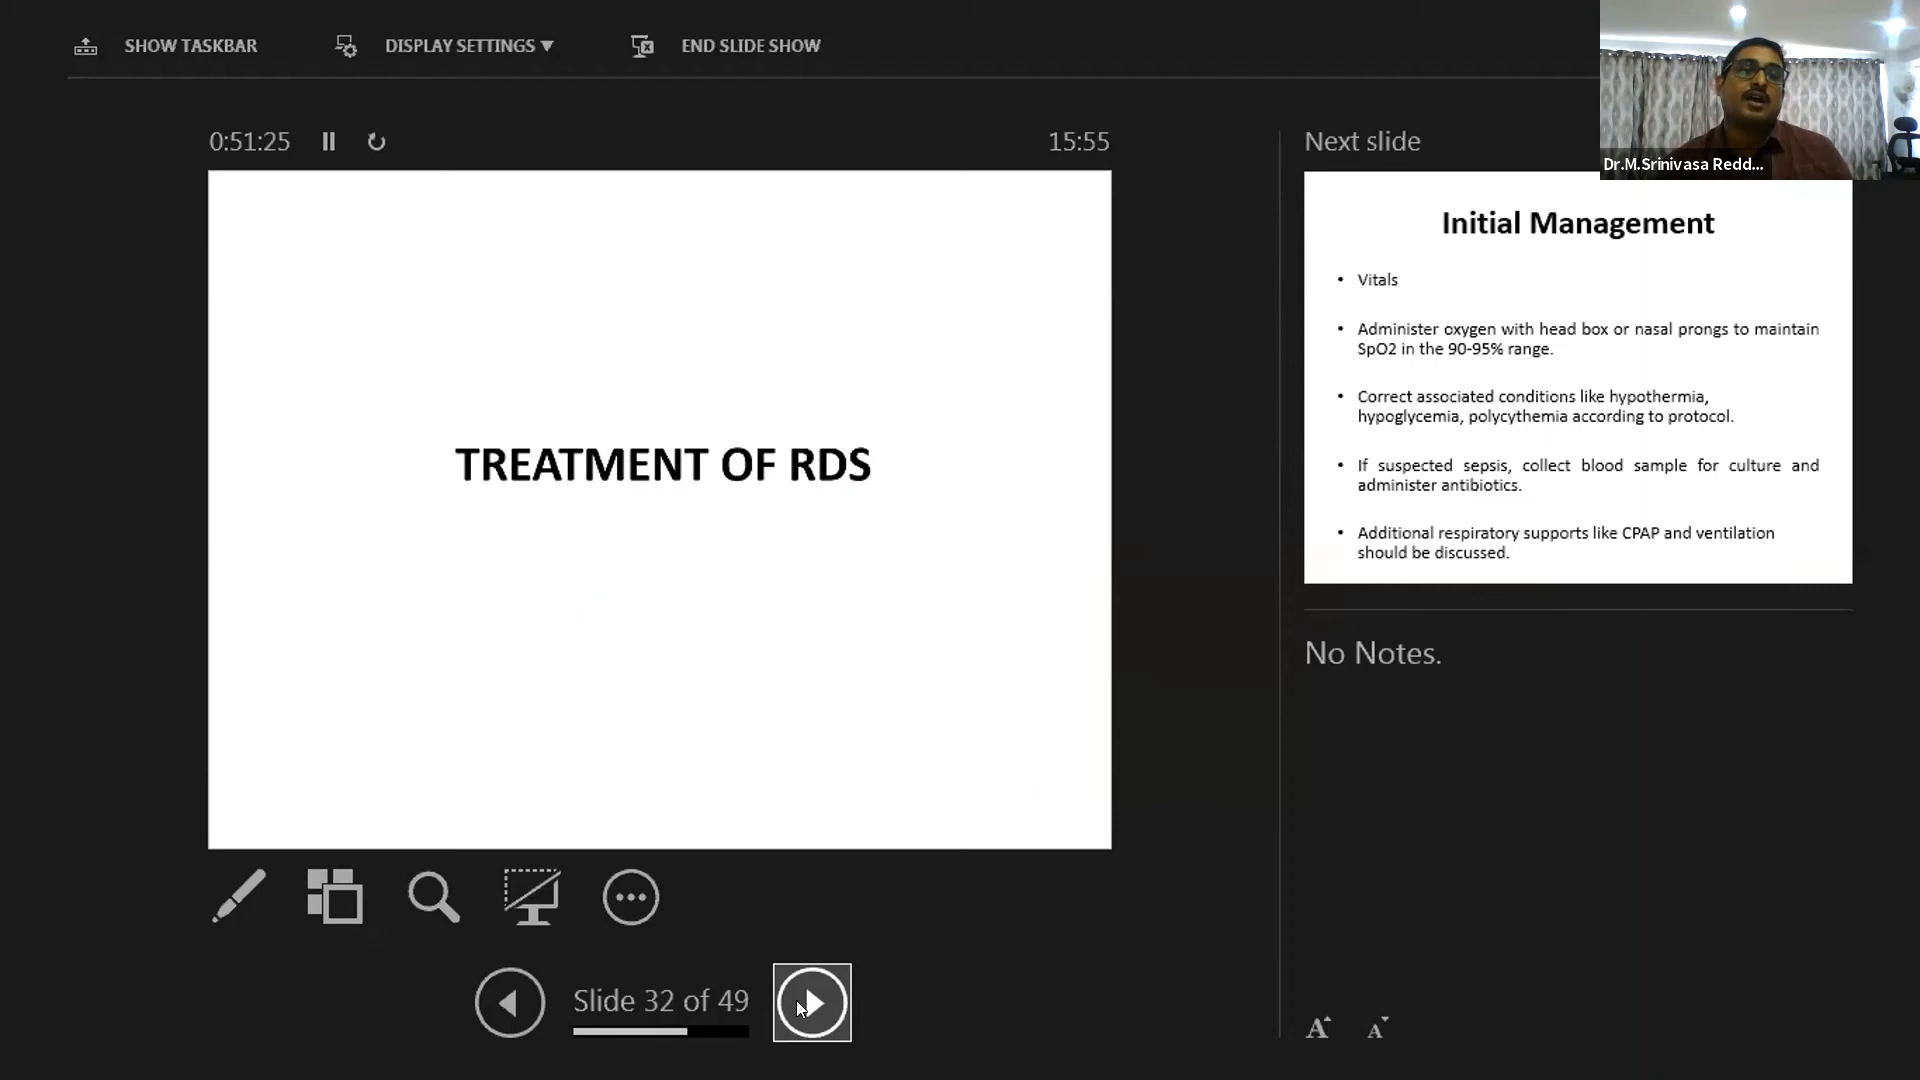 SHOW TASKBAR
DISPLAY SETTINGS ▼
END SLIDE SHOW
0:51:25
15:55
TREATMENT OF RDS
Slide 32 of 49
Next slide
Dr.M.Srinivasa Redd...
Initial Management
• Vitals
• Administer oxygen with head box or nasal prongs to maintain
SpO2 in the 90-95% range.
• Correct associated conditions like hypothermia,
hypoglycemia, polycythemia according to protocol.
• If suspected sepsis, collect blood sample for culture and
administer antibiotics.
• Additional respiratory supports like CPAP and ventilation
should be discussed.
No Notes.
A A